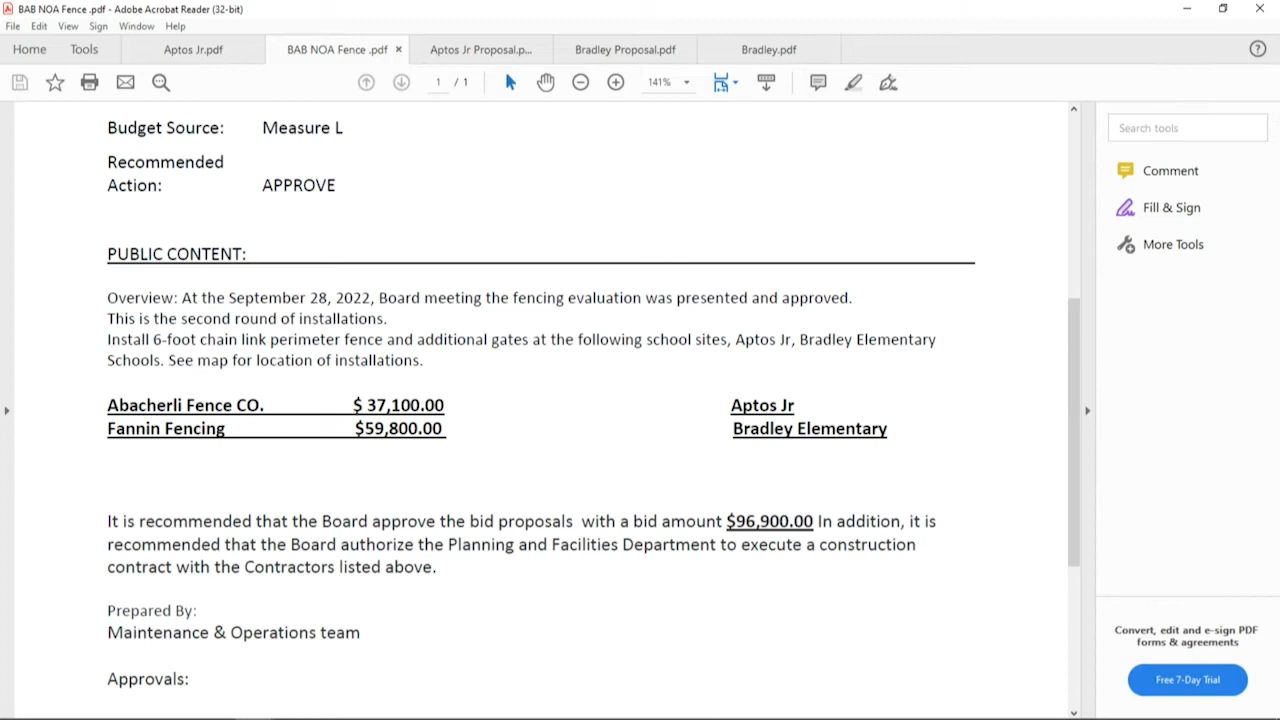 BAB NOA Fence .pdf - Adobe Acrobat Reader (32-bit)
File Edit View Sign Window Help
Home Tools Aptos Jr.pdf BAB NOA Fence .pdf × Aptos Jr Proposal.p... Bradley Proposal.pdf Bradley.pdf
1 / 1 141%
Budget Source: Measure L
Recommended
Action: APPROVE
PUBLIC CONTENT:
Overview: At the September 28, 2022, Board meeting the fencing evaluation was presented and approved.
This is the second round of installations.
Install 6-foot chain link perimeter fence and additional gates at the following school sites, Aptos Jr, Bradley Elementary
Schools. See map for location of installations.
Abacherli Fence CO. $ 37,100.00 Aptos Jr
Fannin Fencing $59,800.00 Bradley Elementary
It is recommended that the Board approve the bid proposals with a bid amount $96,900.00 In addition, it is
recommended that the Board authorize the Planning and Facilities Department to execute a construction
contract with the Contractors listed above.
Prepared By:
Maintenance & Operations team
Approvals:
Search tools
Comment
Fill & Sign
More Tools
Convert, edit and e-sign PDF
forms & agreements
Free 7-Day Trial